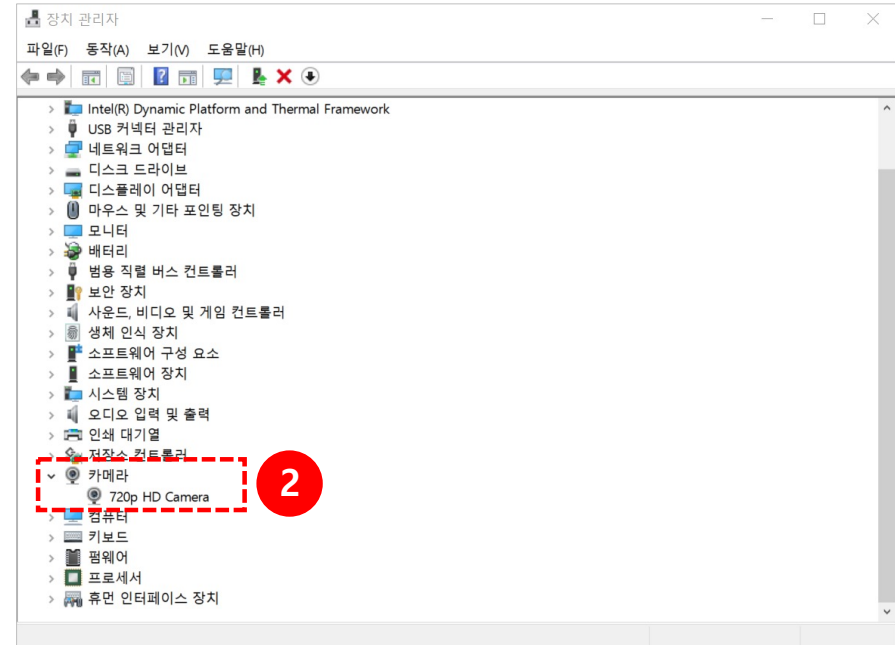 장치 관리자
파일(F) 동작(A) 보기(V) 도움말(H)
Intel(R) Dynamic Platform and Thermal Framework
USB 커넥터 관리자
네트워크 어댑터
디스크 드라이브
디스플레이 어댑터
마우스 및 기타 포인팅 장치
모니터
배터리
범용 직렬 버스 컨트롤러
보안 장치
사운드, 비디오 및 게임 컨트롤러
생체 인식 장치
소프트웨어 구성 요소
소프트웨어 장치
시스템 장치
오디오 입력 및 출력
인쇄 대기열
저장소 컨트롤러
카메라
720p HD Camera
2
컴퓨터
키보드
펌웨어
프로세서
휴먼 인터페이스 장치